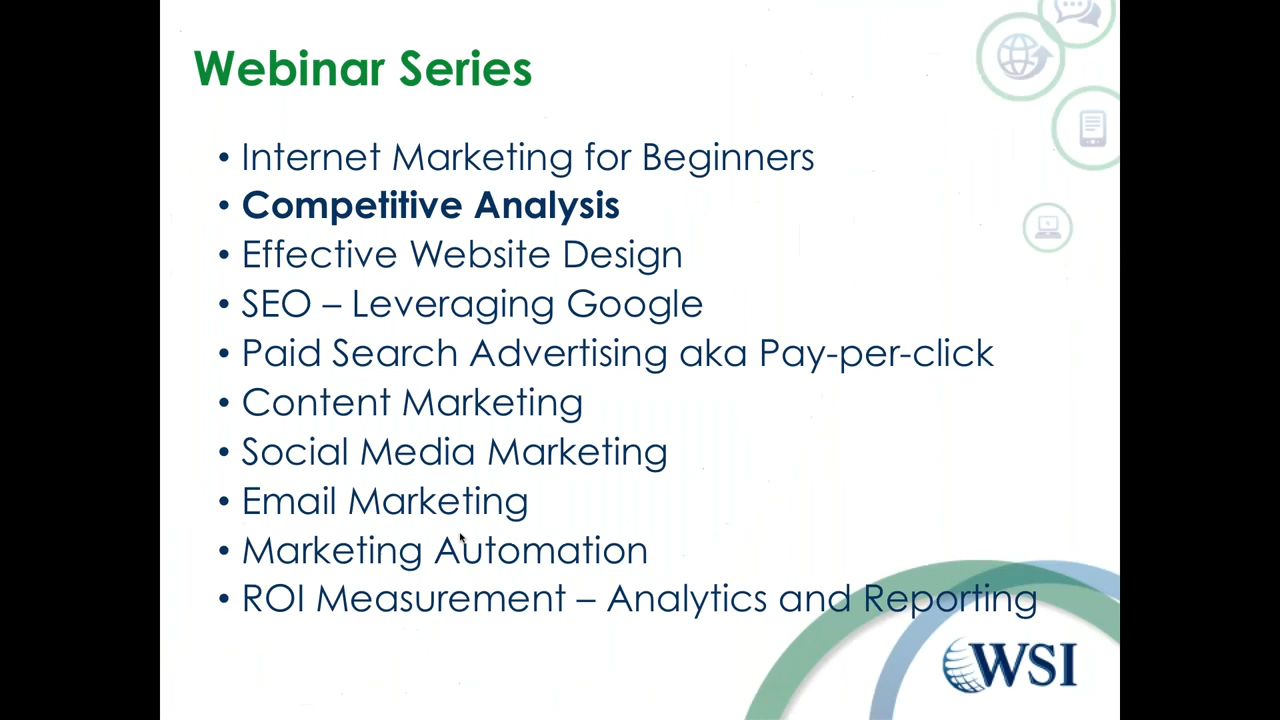 Webinar Series
• Internet Marketing for Beginners
• Competitive Analysis
• Effective Website Design
• SEO – Leveraging Google
• Paid Search Advertising aka Pay-per-click
• Content Marketing
• Social Media Marketing
• Email Marketing
• Marketing Automation
• ROI Measurement – Analytics and Reporting
WSI